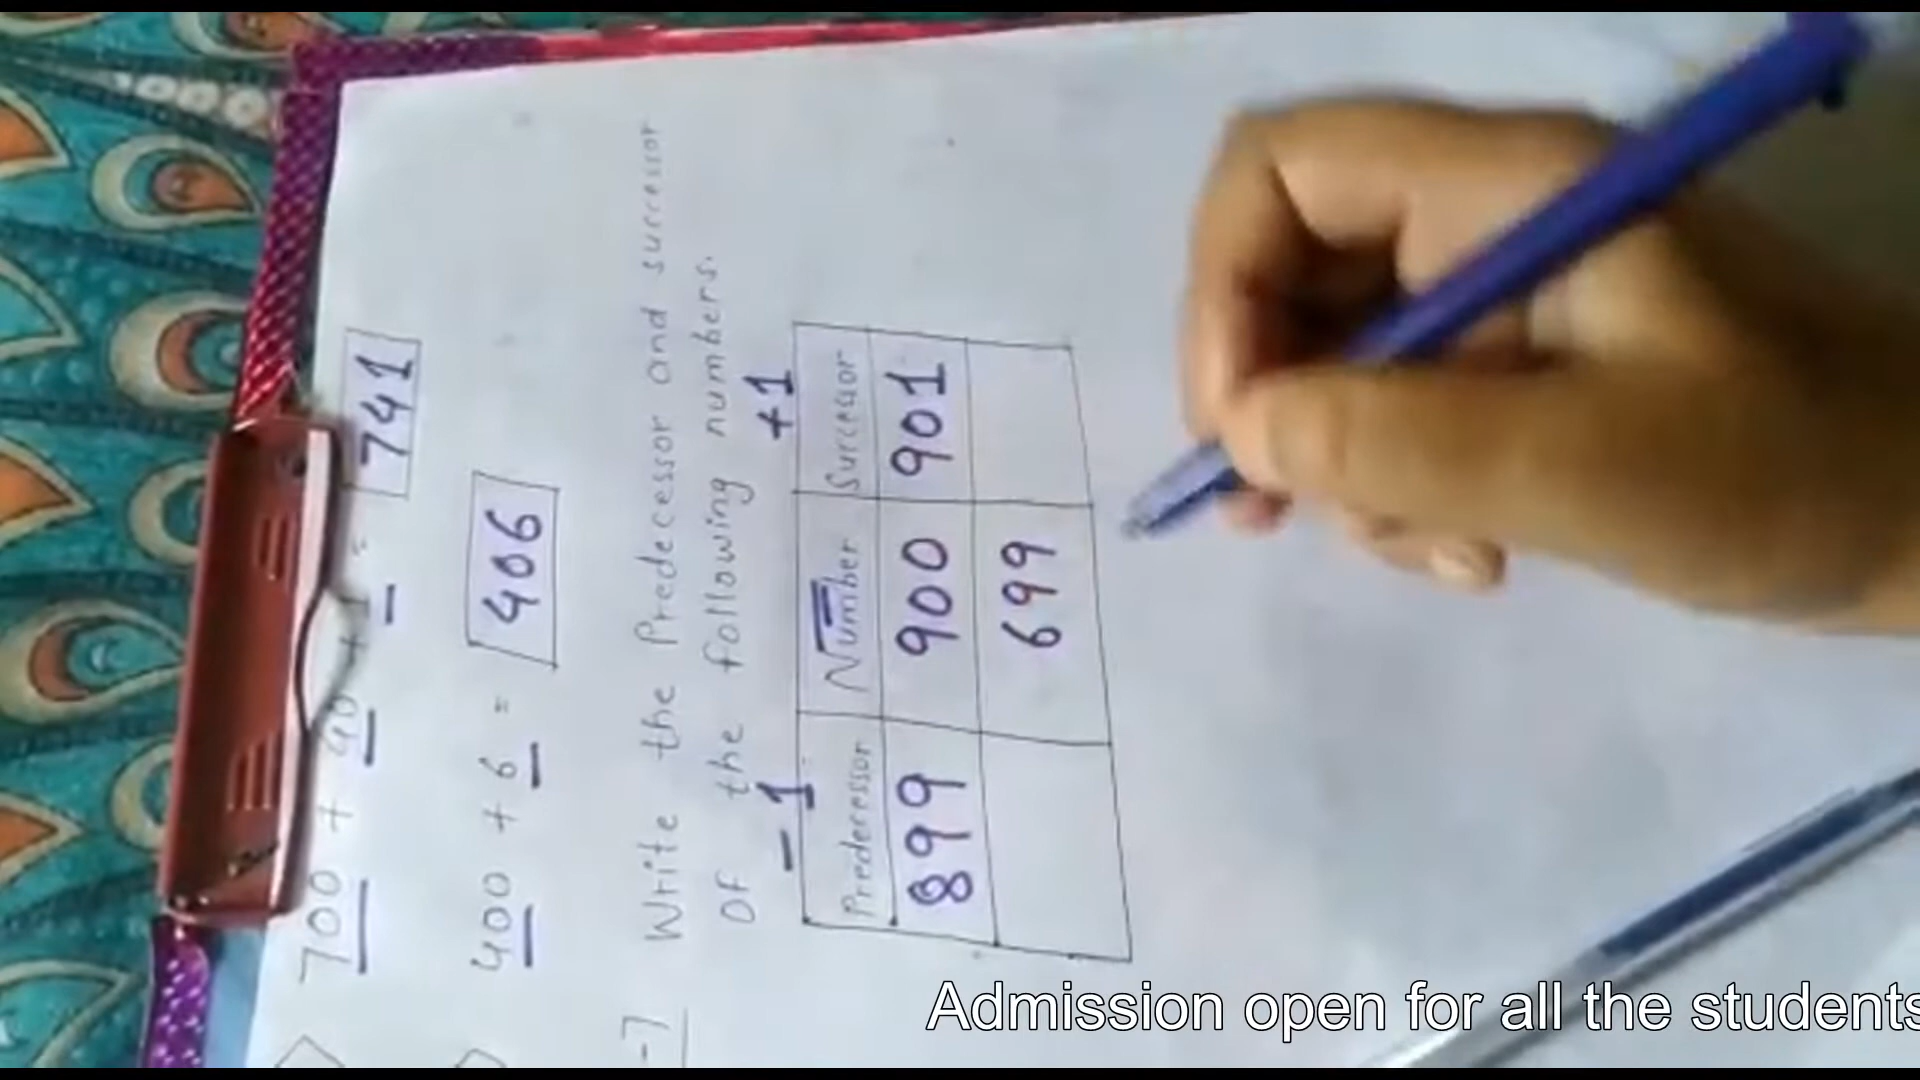 700 + 40 + 1 = 741
400 + 6 = 406
-7 Write the Predecessor and successor
of the following numbers.
-1 +1
Predecessor Number Successor
899 900 901
699
Admission open for all the students